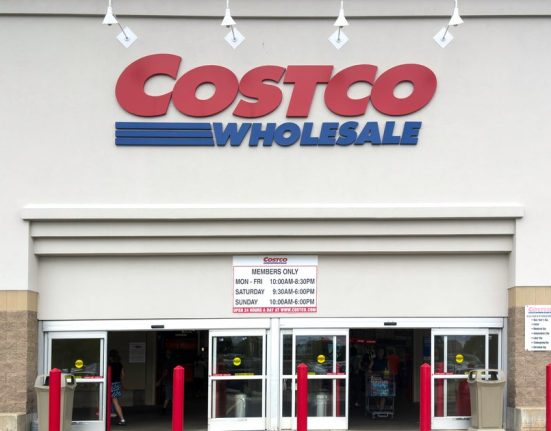 COSTCO
WHOLESALE
COSTCO
MEMBERS ONLY
MON - FRI 10:00AM-8:30PM
SATURDAY 9:30AM-6:00PM
SUNDAY 10:00AM-6:00PM
OPEN 24 HOURS A DAY AT WWW.COSTCO.COM